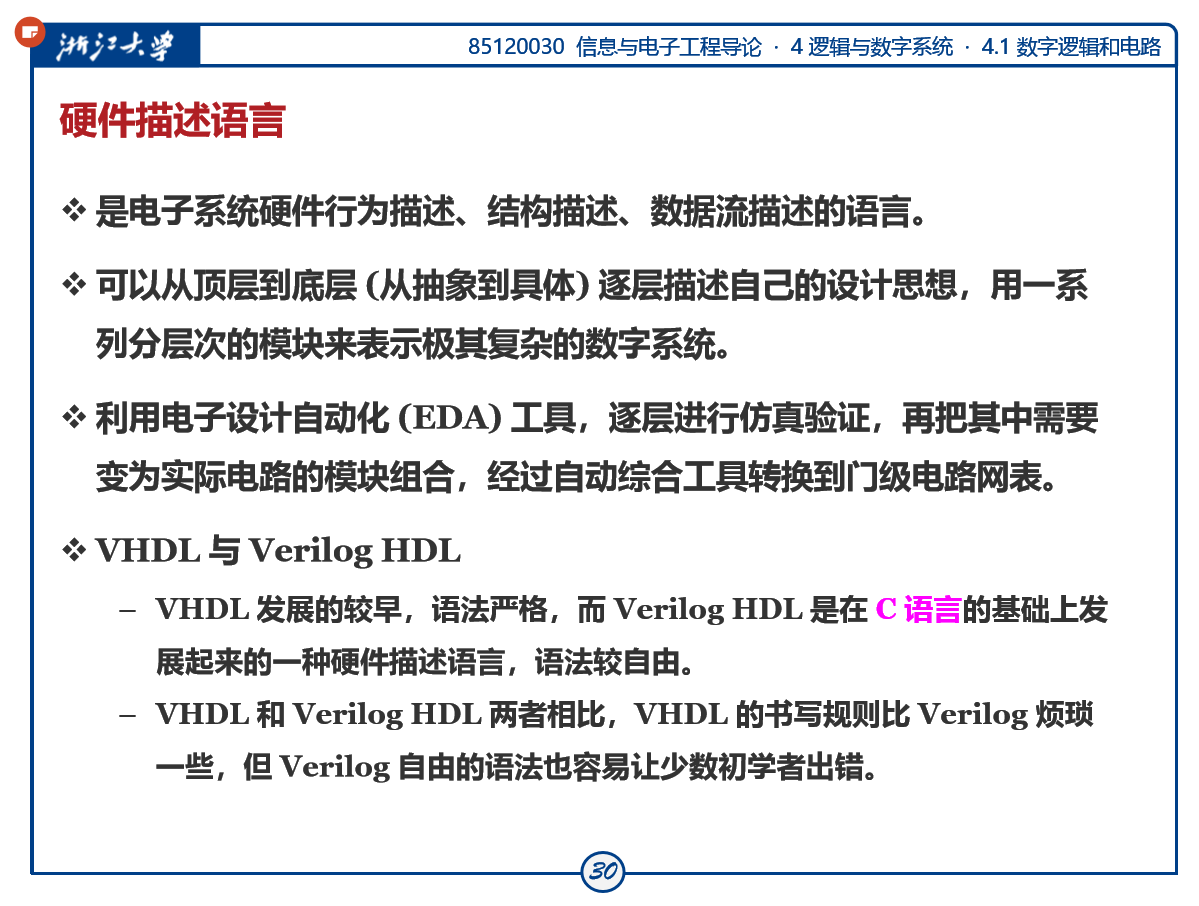 浙江大学
85120030 信息与电子工程导论 · 4 逻辑与数字系统 · 4.1 数字逻辑和电路
硬件描述语言
❖ 是电子系统硬件行为描述、结构描述、数据流描述的语言。
❖ 可以从顶层到底层 (从抽象到具体) 逐层描述自己的设计思想，用一系
列分层次的模块来表示极其复杂的数字系统。
❖ 利用电子设计自动化 (EDA) 工具，逐层进行仿真验证，再把其中需要
变为实际电路的模块组合，经过自动综合工具转换到门级电路网表。
❖ VHDL 与 Verilog HDL
– VHDL 发展的较早，语法严格，而 Verilog HDL 是在 C 语言的基础上发
展起来的一种硬件描述语言，语法较自由。
– VHDL 和 Verilog HDL 两者相比，VHDL 的书写规则比 Verilog 烦琐
一些，但 Verilog 自由的语法也容易让少数初学者出错。
30